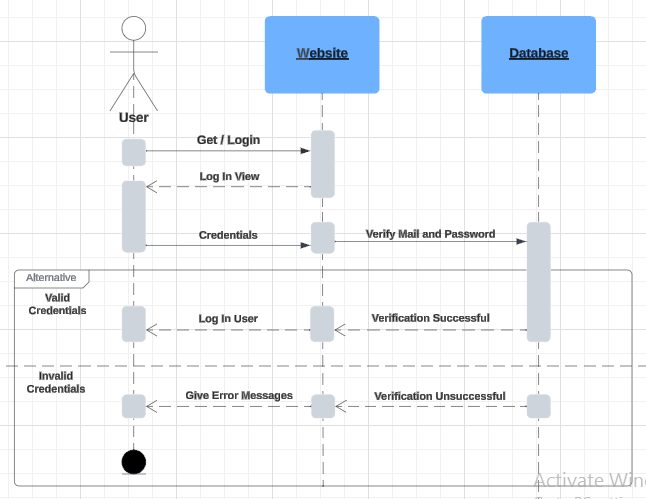 Website
Database
User
Get / Login
Log In View
Credentials
Verify Mail and Password
Alternative
Valid
Credentials
Log In User
Verification Successful
Invalid
Credentials
Give Error Messages
Verification Unsuccessful
Activate